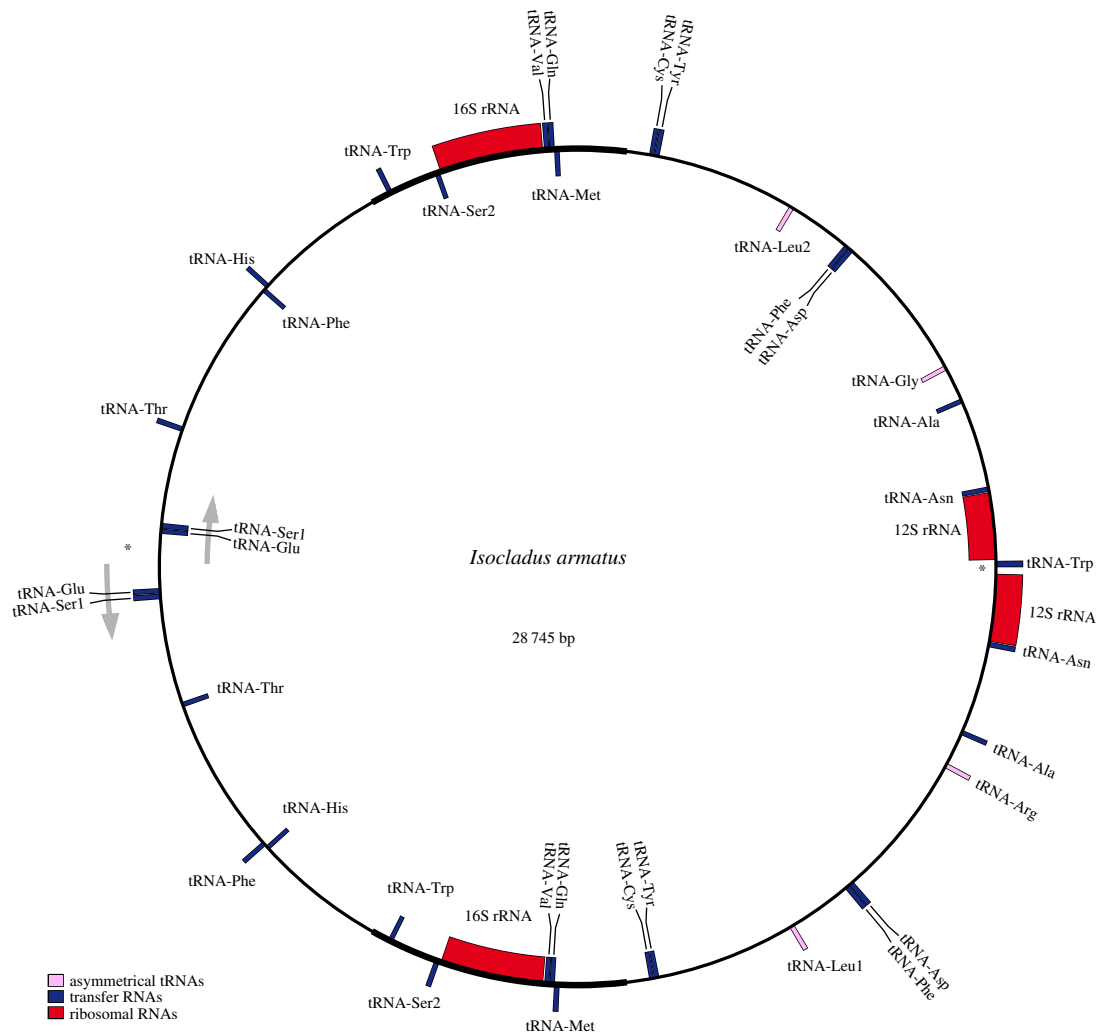 tRNA-Gln
tRNA-Val
tRNA-Tyr
tRNA-Cys
16S rRNA
tRNA-Trp
tRNA-Met
tRNA-Ser2
tRNA-Leu2
tRNA-His
tRNA-Phe
tRNA-Phe
tRNA-Asp
tRNA-Gly
tRNA-Thr
tRNA-Ala
tRNA-Asn
12S rRNA
tRNA-Ser1
tRNA-Glu
*
Isocladus armatus
*
tRNA-Trp
tRNA-Glu
tRNA-Ser1
12S rRNA
28 745 bp
tRNA-Asn
tRNA-Thr
tRNA-Ala
tRNA-Arg
tRNA-His
tRNA-Phe
tRNA-Trp
16S rRNA
tRNA-Gln
tRNA-Val
tRNA-Tyr
tRNA-Cys
tRNA-Asp
tRNA-Phe
tRNA-Leu1
tRNA-Ser2
tRNA-Met
asymmetrical tRNAs
transfer RNAs
ribosomal RNAs